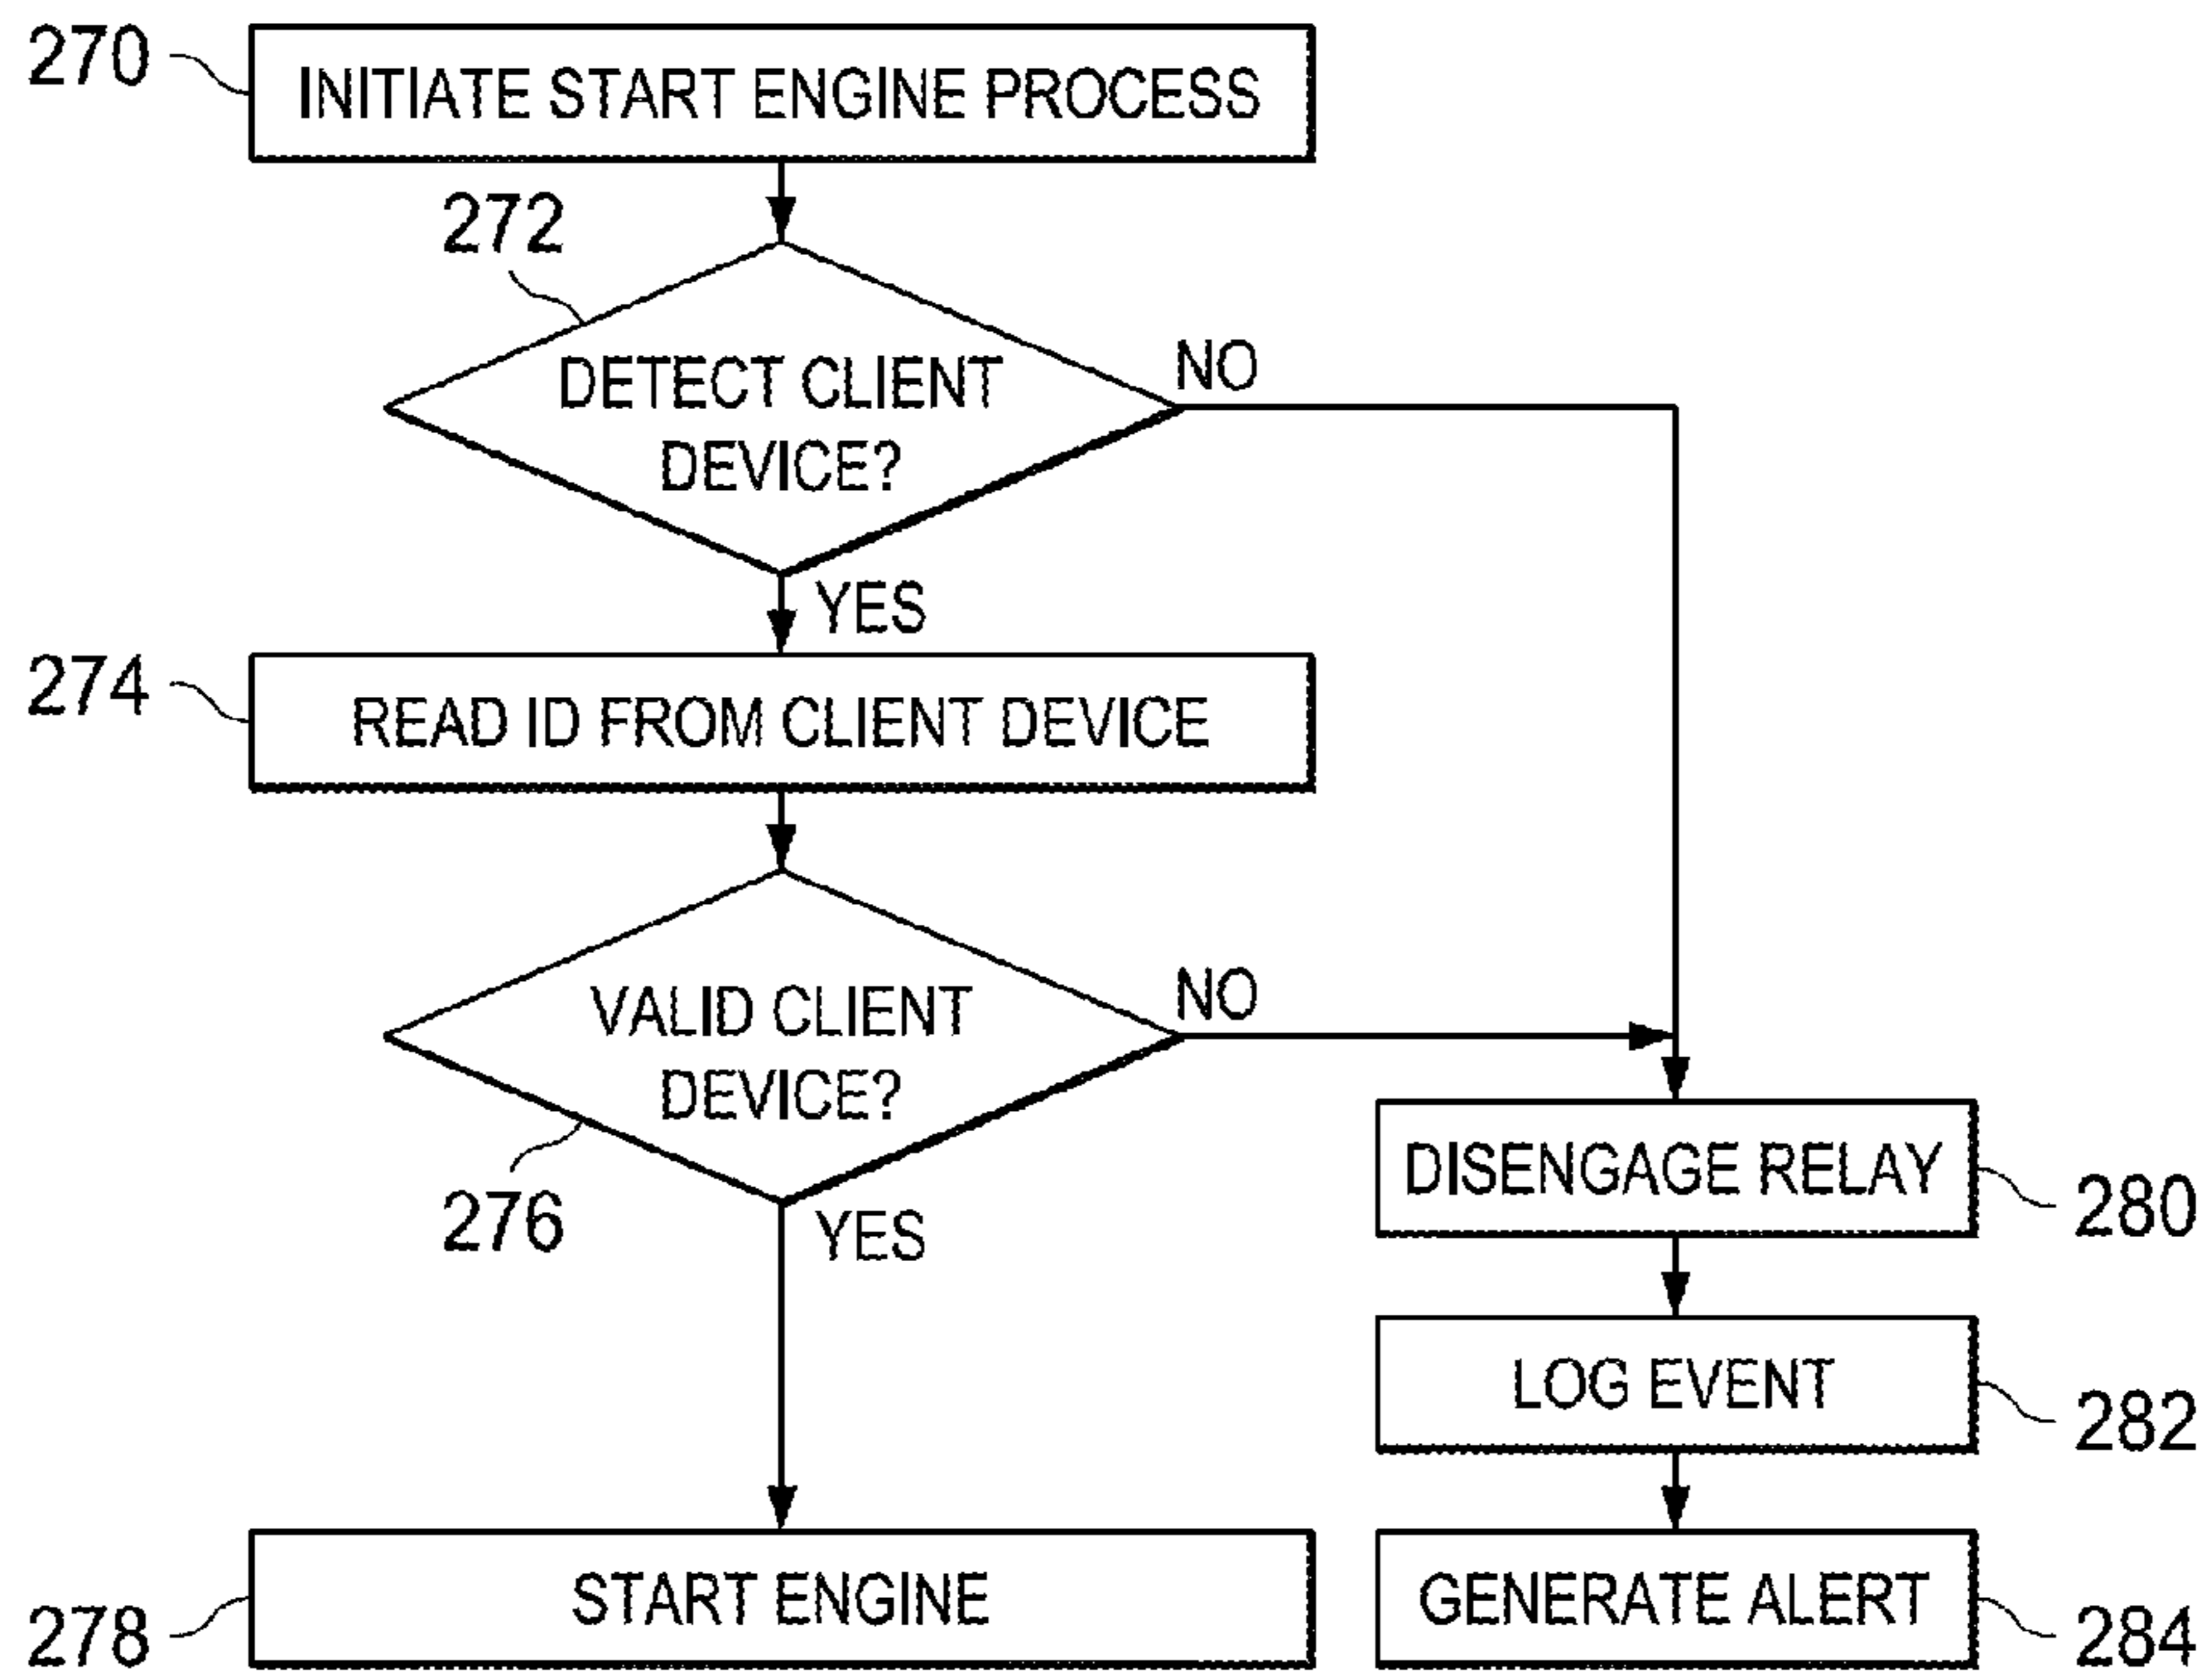 270
INITIATE START ENGINE PROCESS
272
DETECT CLIENT
DEVICE?
NO
YES
274
READ ID FROM CLIENT DEVICE
VALID CLIENT
DEVICE?
NO
276
YES
DISENGAGE RELAY
280
LOG EVENT
282
278
START ENGINE
GENERATE ALERT
284